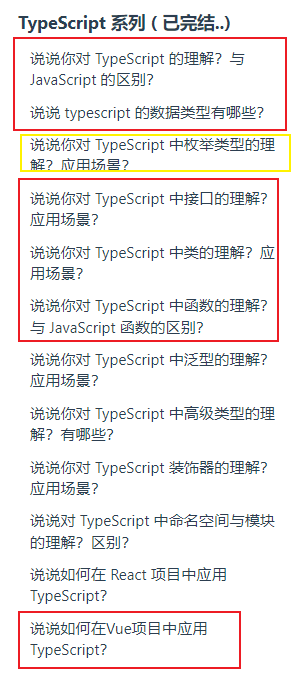 TypeScript 系列（已完结..)
说说你对 TypeScript 的理解？与
JavaScript 的区别？
说说 typescript 的数据类型有哪些？
说说你对 TypeScript 中枚举类型的理
解？应用场景？
说说你对 TypeScript 中接口的理解？
应用场景？
说说你对 TypeScript 中类的理解？应
用场景？
说说你对 TypeScript 中函数的理解？
与 JavaScript 函数的区别？
说说你对 TypeScript 中泛型的理解？
应用场景？
说说你对 TypeScript 中高级类型的理
解？有哪些？
说说你对 TypeScript 装饰器的理解？
应用场景？
说说对 TypeScript 中命名空间与模块
的理解？区别？
说说如何在 React 项目中应用
TypeScript？
说说如何在Vue项目中应用
TypeScript？